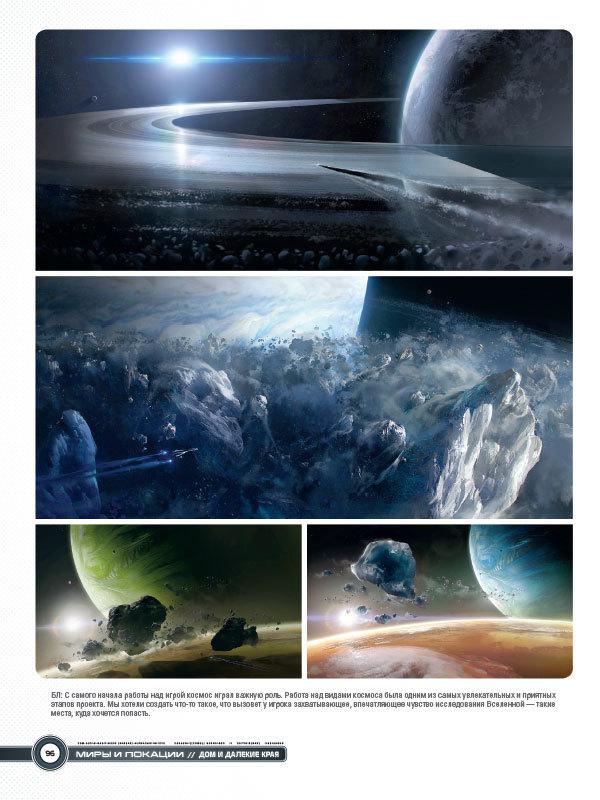 БЛ: С самого начала работы над игрой космос играл важную роль. Работа над видами космоса была одним из самых увлекательных и приятных
этапов проекта. Мы хотели создать что-то такое, что вызовет у игрока захватывающее, впечатляющее чувство исследования Вселенной — такие
места, куда хочется попасть.
96
МИРЫ И ЛОКАЦИИ // ДОМ И ДАЛЕКИЕ КРАЯ